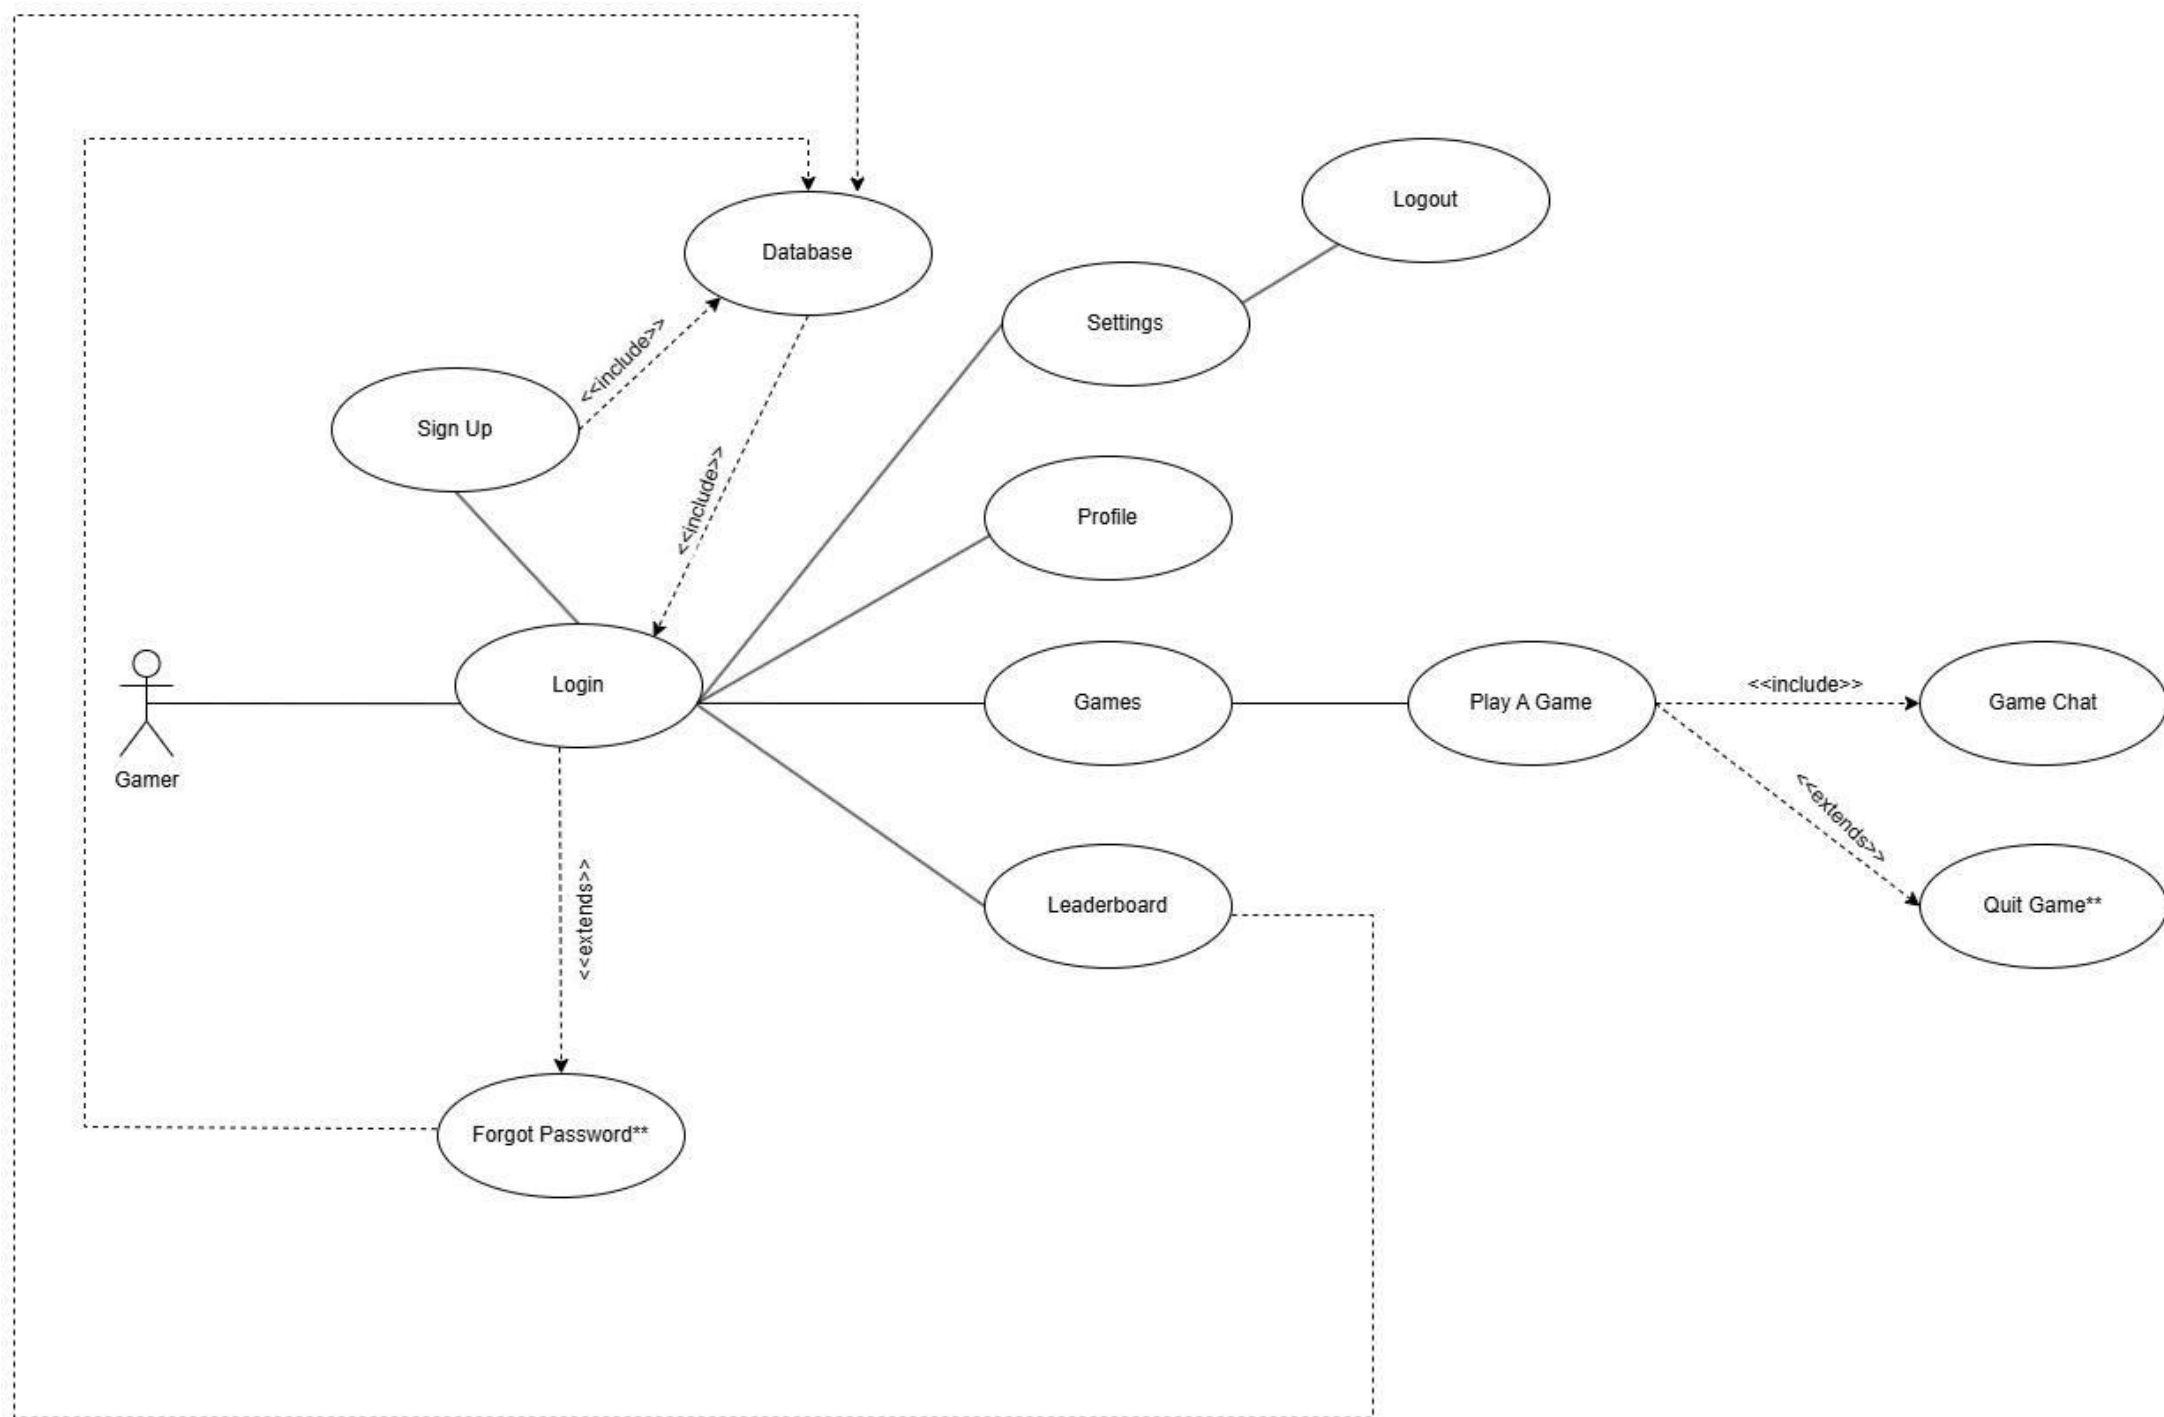 Logout
Database
Settings
<<include>>
Sign Up
<<include>>
Profile
Login
Games
Play A Game
<<include>>
Game Chat
Gamer
<<extends>>
<<extends>>
Leaderboard
Quit Game**
Forgot Password**